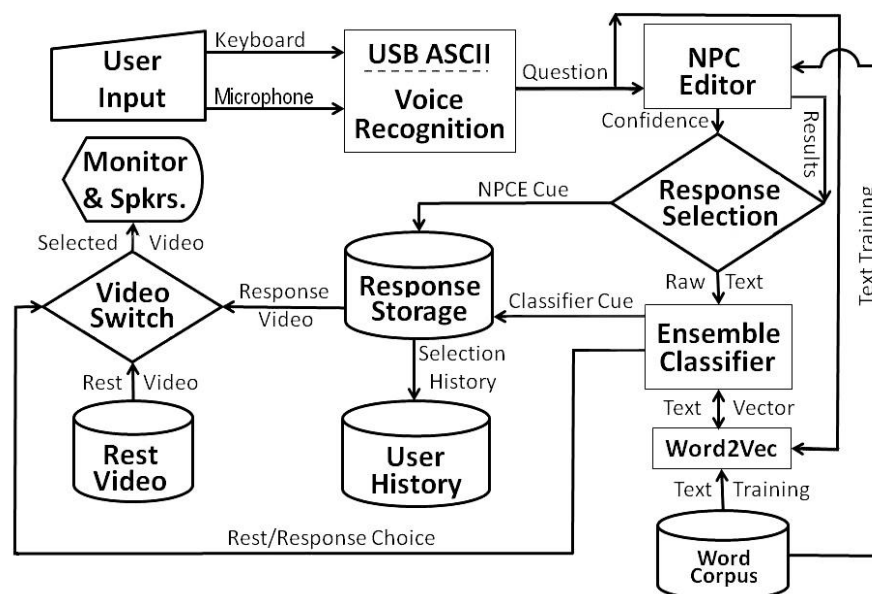 User
Input
Keyboard
Microphone
USB ASCII
Voice
Recognition
Question
NPC
Editor
Confidence
Results
Text Training
Monitor
& Spkrs.
NPCE Cue
Response
Selection
Selected Video
Raw Text
Video
Switch
Response
Video
Response
Storage
Classifier Cue
Ensemble
Classifier
Selection
History
Rest Video
Text Vector
Rest
Video
User
History
Word2Vec
Text Training
Rest/Response Choice
Word
Corpus